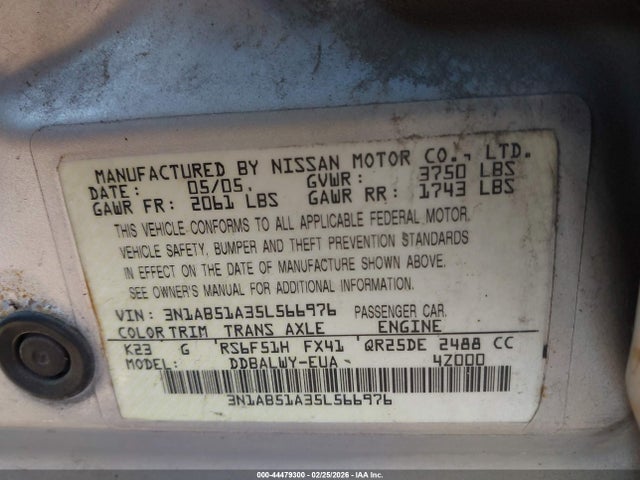 MANUFACTURED BY NISSAN MOTOR CO., LTD.
DATE: 05/05, GVWR: 3750 LBS
GAWR FR: 2061 LBS GAWR RR: 1743 LBS
THIS VEHICLE CONFORMS TO ALL APPLICABLE FEDERAL MOTOR
VEHICLE SAFETY, BUMPER AND THEFT PREVENTION STANDARDS
IN EFFECT ON THE DATE OF MANUFACTURE SHOWN ABOVE.
SEE OWNER'S MANUAL FOR ADDITIONAL INFORMATION.
VIN: 3N1AB51A35L566976 PASSENGER CAR.
COLOR TRIM TRANS AXLE ENGINE
K23 G RS6F51H FX41 QR25DE 2488 CC
MODEL: DDBALWY-EUA 4Z000
3N1AB51A35L566976
000-44479300 - 02/25/2026 - IAA Inc. (IAAI)